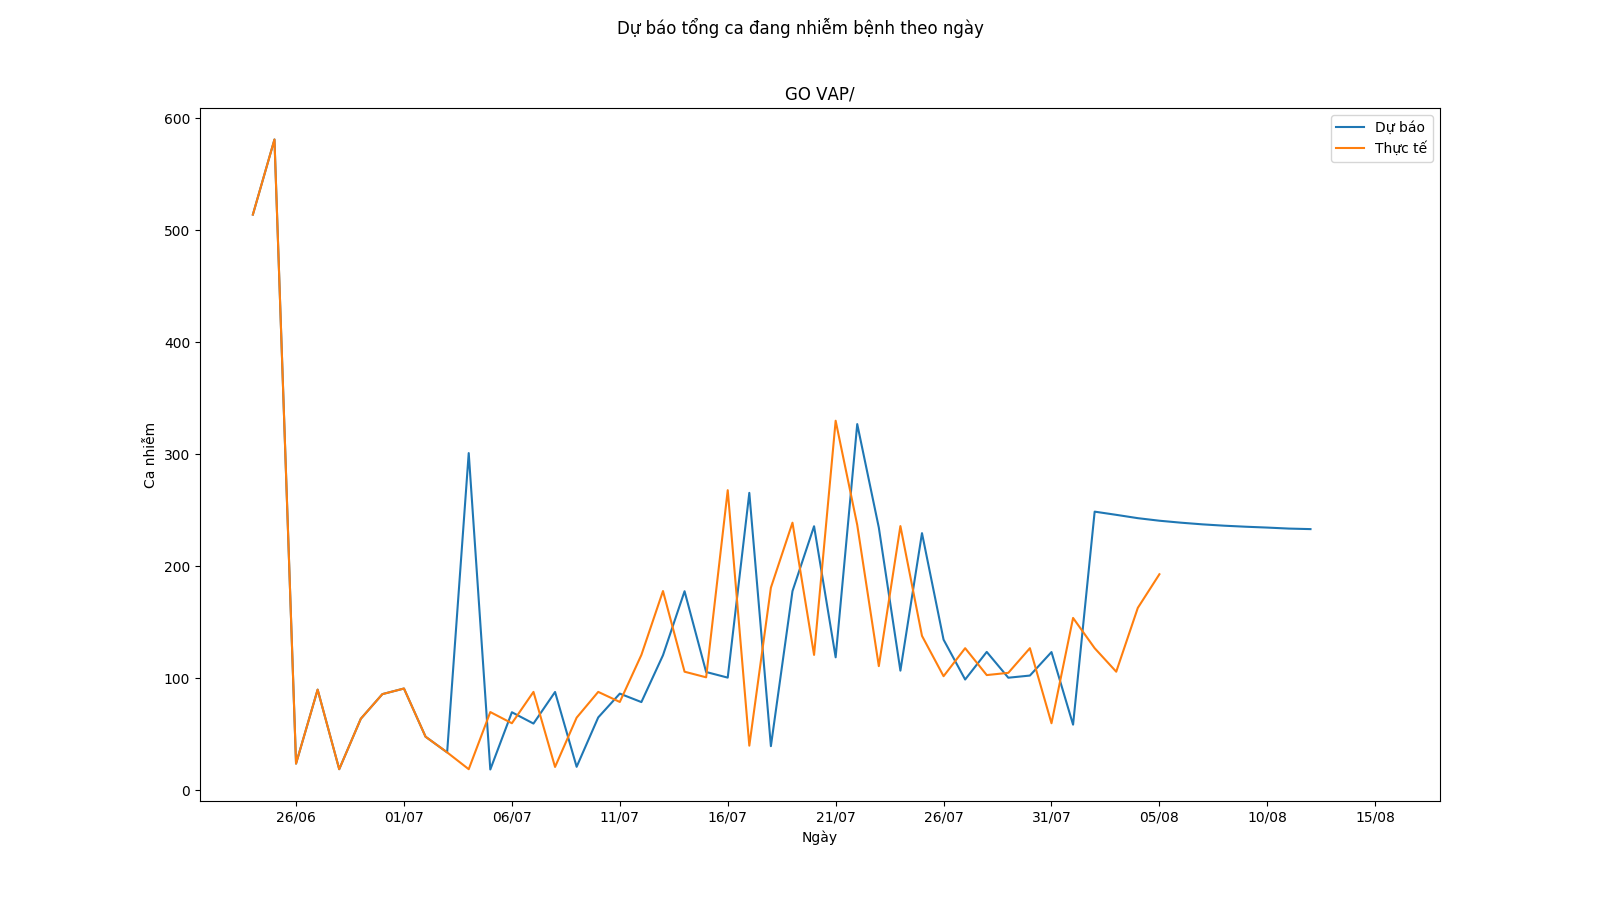 Dự báo tổng ca đang nhiễm bệnh theo ngày
GO VAP/
Dự báo
Thực tế
600
500
400
300
200
100
0
Ca nhiễm
26/06 01/07 06/07 11/07 16/07 21/07 26/07 31/07 05/08 10/08 15/08
Ngày